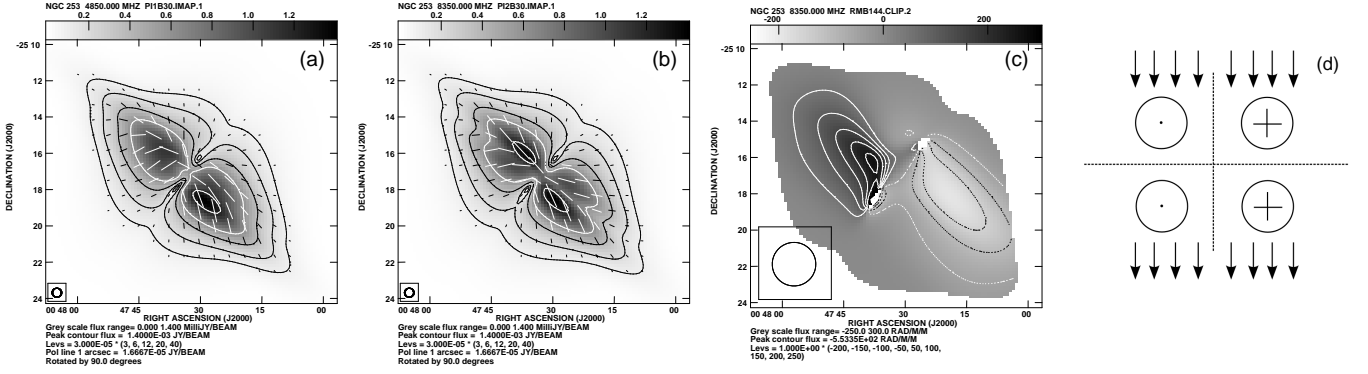 NGC 253 4850.000 MHZ PI1B30.IMAP.1
0.2 0.4 0.6 0.8 1.0 1.2
(a)
DECLINATION (J2000)
-25 10
12
14
16
18
20
22
24
00 48 00
47 45
30
15
00
RIGHT ASCENSION (J2000)
Grey scale flux range= 0.000 1.400 MilliJY/BEAM
Peak contour flux = 1.4000E-03 JY/BEAM
Levs = 3.000E-05 * (3, 6, 12, 20, 40)
Pol line 1 arcsec = 1.6667E-05 JY/BEAM
Rotated by 90.0 degrees
NGC 253 8350.000 MHZ PI2B30.IMAP.1
0.2 0.4 0.6 0.8 1.0 1.2
(b)
DECLINATION (J2000)
-25 10
12
14
16
18
20
22
24
00 48 00
47 45
30
15
00
RIGHT ASCENSION (J2000)
Grey scale flux range= 0.000 1.400 MilliJY/BEAM
Peak contour flux = 1.4000E-03 JY/BEAM
Levs = 3.000E-05 * (3, 6, 12, 20, 40)
Pol line 1 arcsec = 1.6667E-05 JY/BEAM
Rotated by 90.0 degrees
NGC 253 8350.000 MHZ RMB144.CLIP.2
-200 0 200
(c)
DECLINATION (J2000)
-25 10
12
14
16
18
20
22
24
00 48 00
47 45
30
15
00
RIGHT ASCENSION (J2000)
Grey scale flux range= -250.0 300.0 RAD/M/M
Peak contour flux = -5.5335E+02 RAD/M/M
Levs = 1.000E+00 * (-200, -150, -100, -50, 50, 100,
150, 200, 250)
(d)